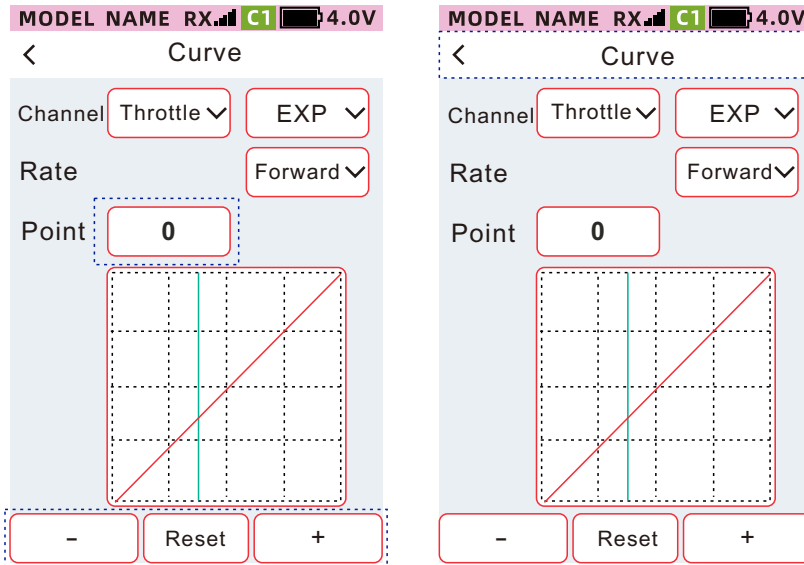 MODEL NAME RX C1 4.0V
Curve
Channel Throttle EXP
Rate Forward
Point 0
- Reset +
MODEL NAME RX C1 4.0V
Curve
Channel Throttle EXP
Rate Forward
Point 0
- Reset +